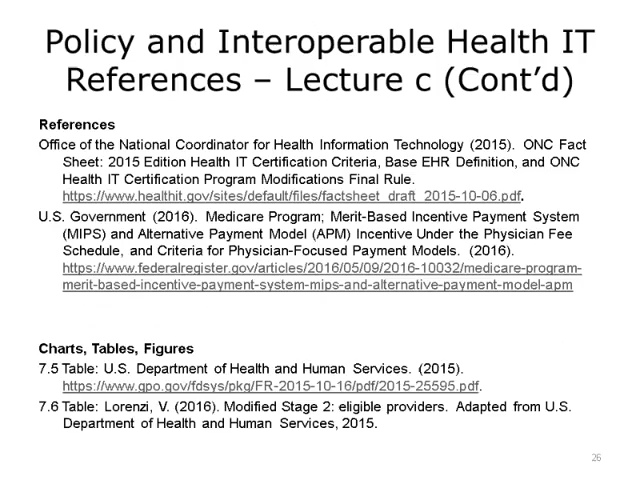 Policy and Interoperable Health IT
References – Lecture c (Cont’d)
References
Office of the National Coordinator for Health Information Technology (2015). ONC Fact
Sheet: 2015 Edition Health IT Certification Criteria, Base EHR Definition, and ONC
Health IT Certification Program Modifications Final Rule.
https://www.healthit.gov/sites/default/files/factsheet_draft_2015-10-06.pdf.
U.S. Government (2016). Medicare Program; Merit-Based Incentive Payment System
(MIPS) and Alternative Payment Model (APM) Incentive Under the Physician Fee
Schedule, and Criteria for Physician-Focused Payment Models. (2016).
https://www.federalregister.gov/articles/2016/05/09/2016-10032/medicare-program-
merit-based-incentive-payment-system-mips-and-alternative-payment-model-apm
Charts, Tables, Figures
7.5 Table: U.S. Department of Health and Human Services. (2015).
https://www.gpo.gov/fdsys/pkg/FR-2015-10-16/pdf/2015-25595.pdf.
7.6 Table: Lorenzi, V. (2016). Modified Stage 2: eligible providers. Adapted from U.S.
Department of Health and Human Services, 2015.
26